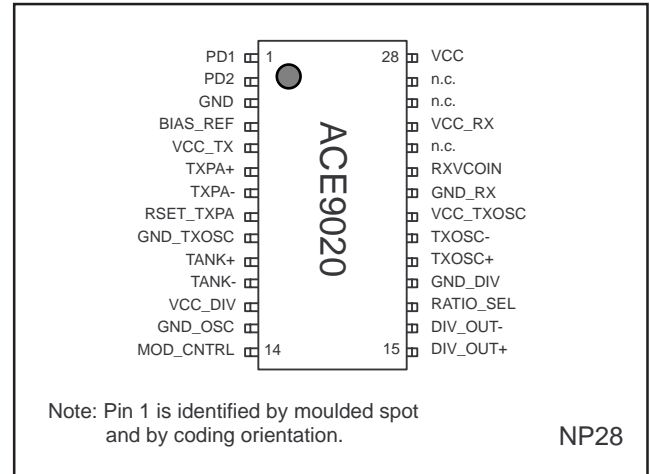 PD1 1 28 VCC
PD2 n.c.
GND n.c.
BIAS_REF VCC_RX
VCC_TX n.c.
TXPA+ RXVCOIN
TXPA- GND_RX
RSET_TXPA VCC_TXOSC
GND_TXOSC TXOSC-
TANK+ TXOSC+
TANK- GND_DIV
VCC_DIV RATIO_SEL
GND_OSC DIV_OUT-
MOD_CNTRL 14 15 DIV_OUT+
ACE9020
Note: Pin 1 is identified by moulded spot
and by coding orientation.
NP28